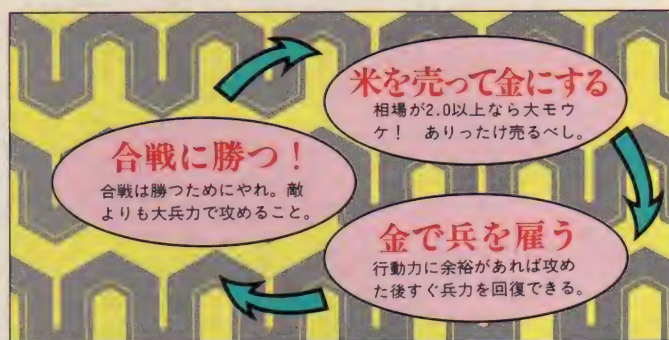 米を売って金にする
相場が2.0以上なら大モウ
ケ！　ありったけ売るべし。
合戦に勝つ！
合戦は勝つためにやれ。敵
よりも大兵力で攻めること。
金で兵を雇う
行動力に余裕があれば攻め
た後すぐ兵力を回復できる。